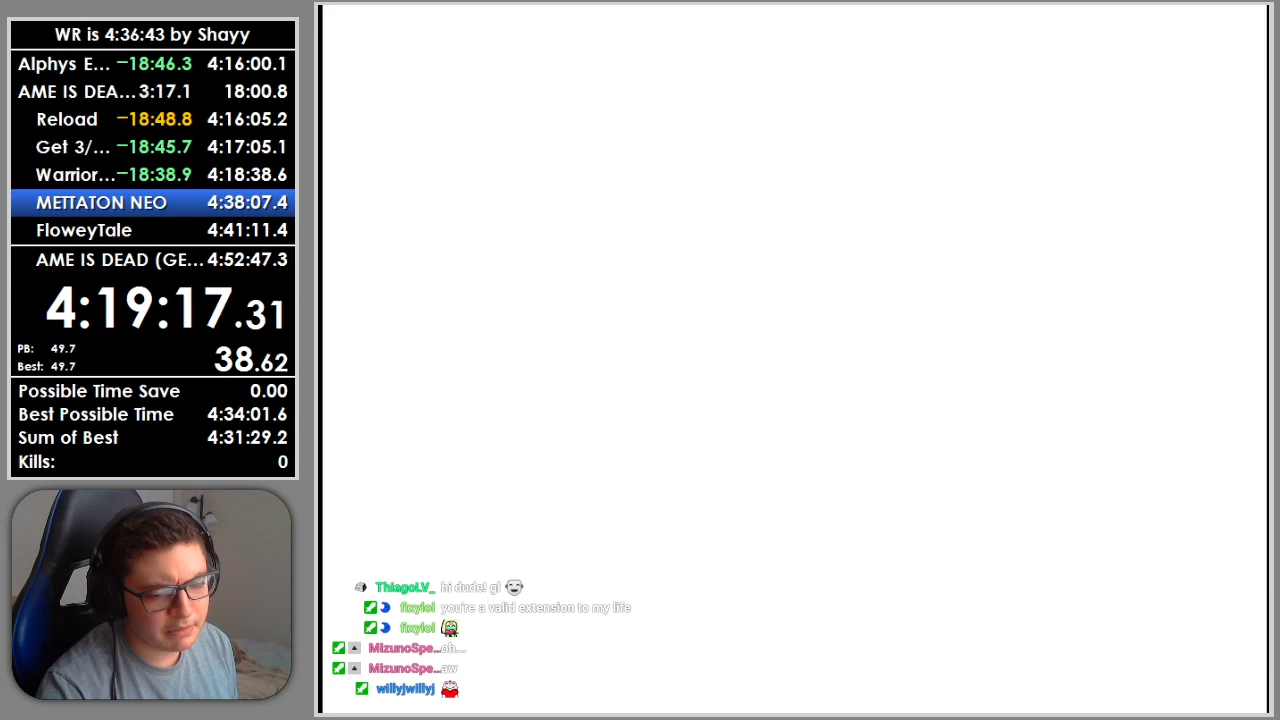 WR is 4:36:43 by Shayy
Alphys E... −18:46.3 4:16:00.1
AME IS DEA... 3:17.1 18:00.8
Reload −18:48.8 4:16:05.2
Get 3/... −18:45.7 4:17:05.1
Warrior... −18:38.9 4:18:38.6
METTATON NEO 4:38:07.4
FloweyTale 4:41:11.4
AME IS DEAD (GE... 4:52:47.3
4:19:17.31
PB: 49.7
Best: 49.7
38.62
Possible Time Save 0.00
Best Possible Time 4:34:01.6
Sum of Best 4:31:29.2
Kills: 0
ThiagoLV_ hi dude! gl
fixylol you're a valid extension to my life
fixylol
MizunoSpe... oh...
MizunoSpe... aw
willyjwillyj